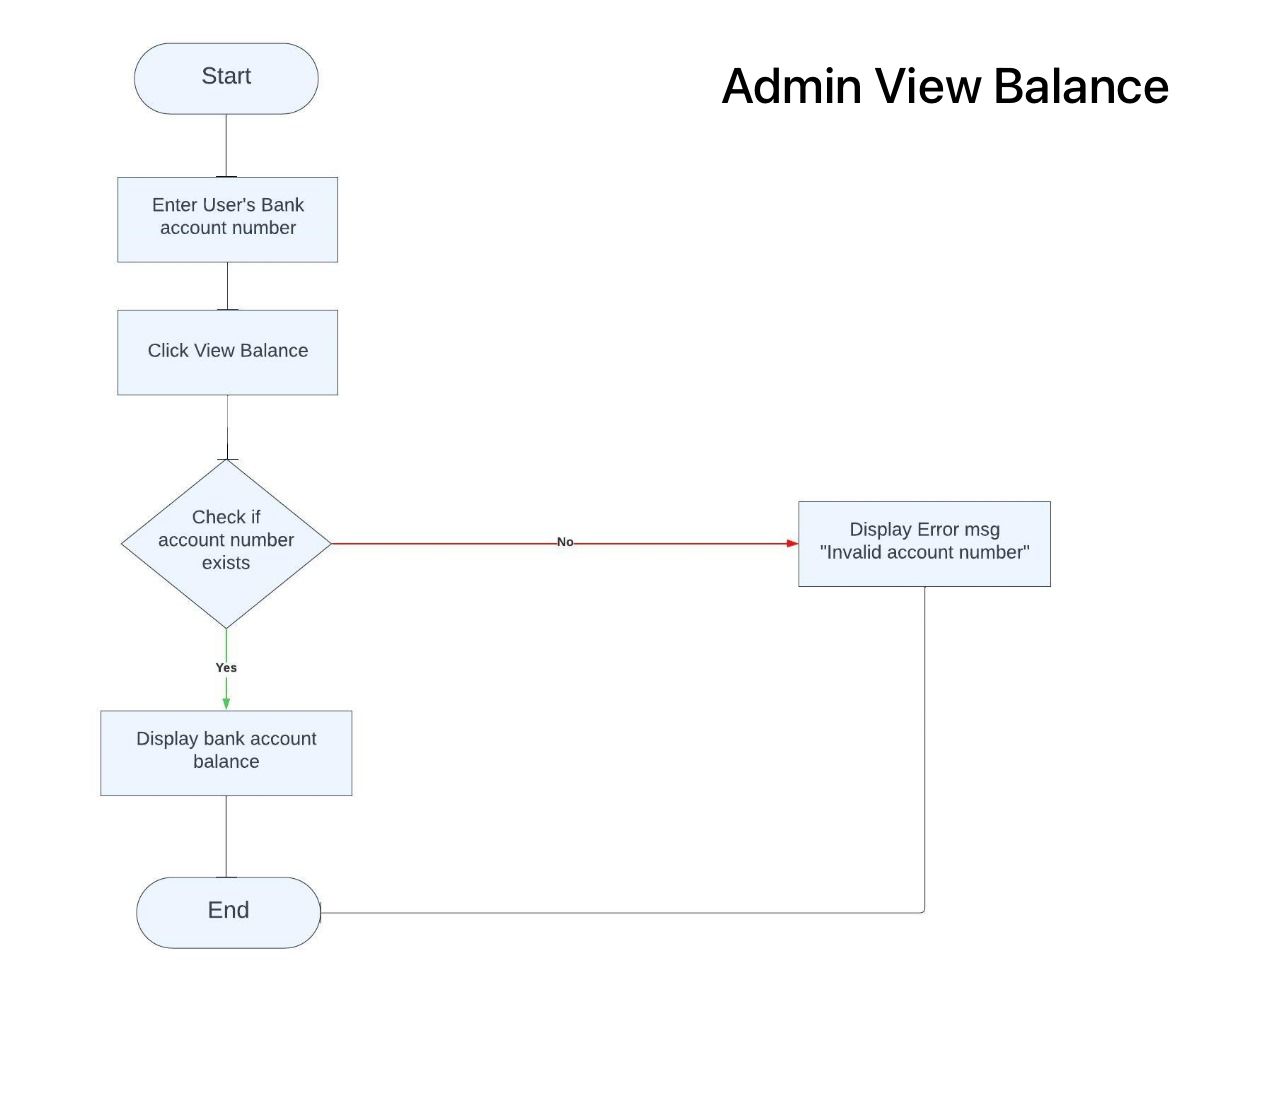 Start
Admin View Balance
Enter User's Bank
account number
Click View Balance
Check if
account number
exists
No
Display Error msg
"Invalid account number"
Yes
Display bank account
balance
End